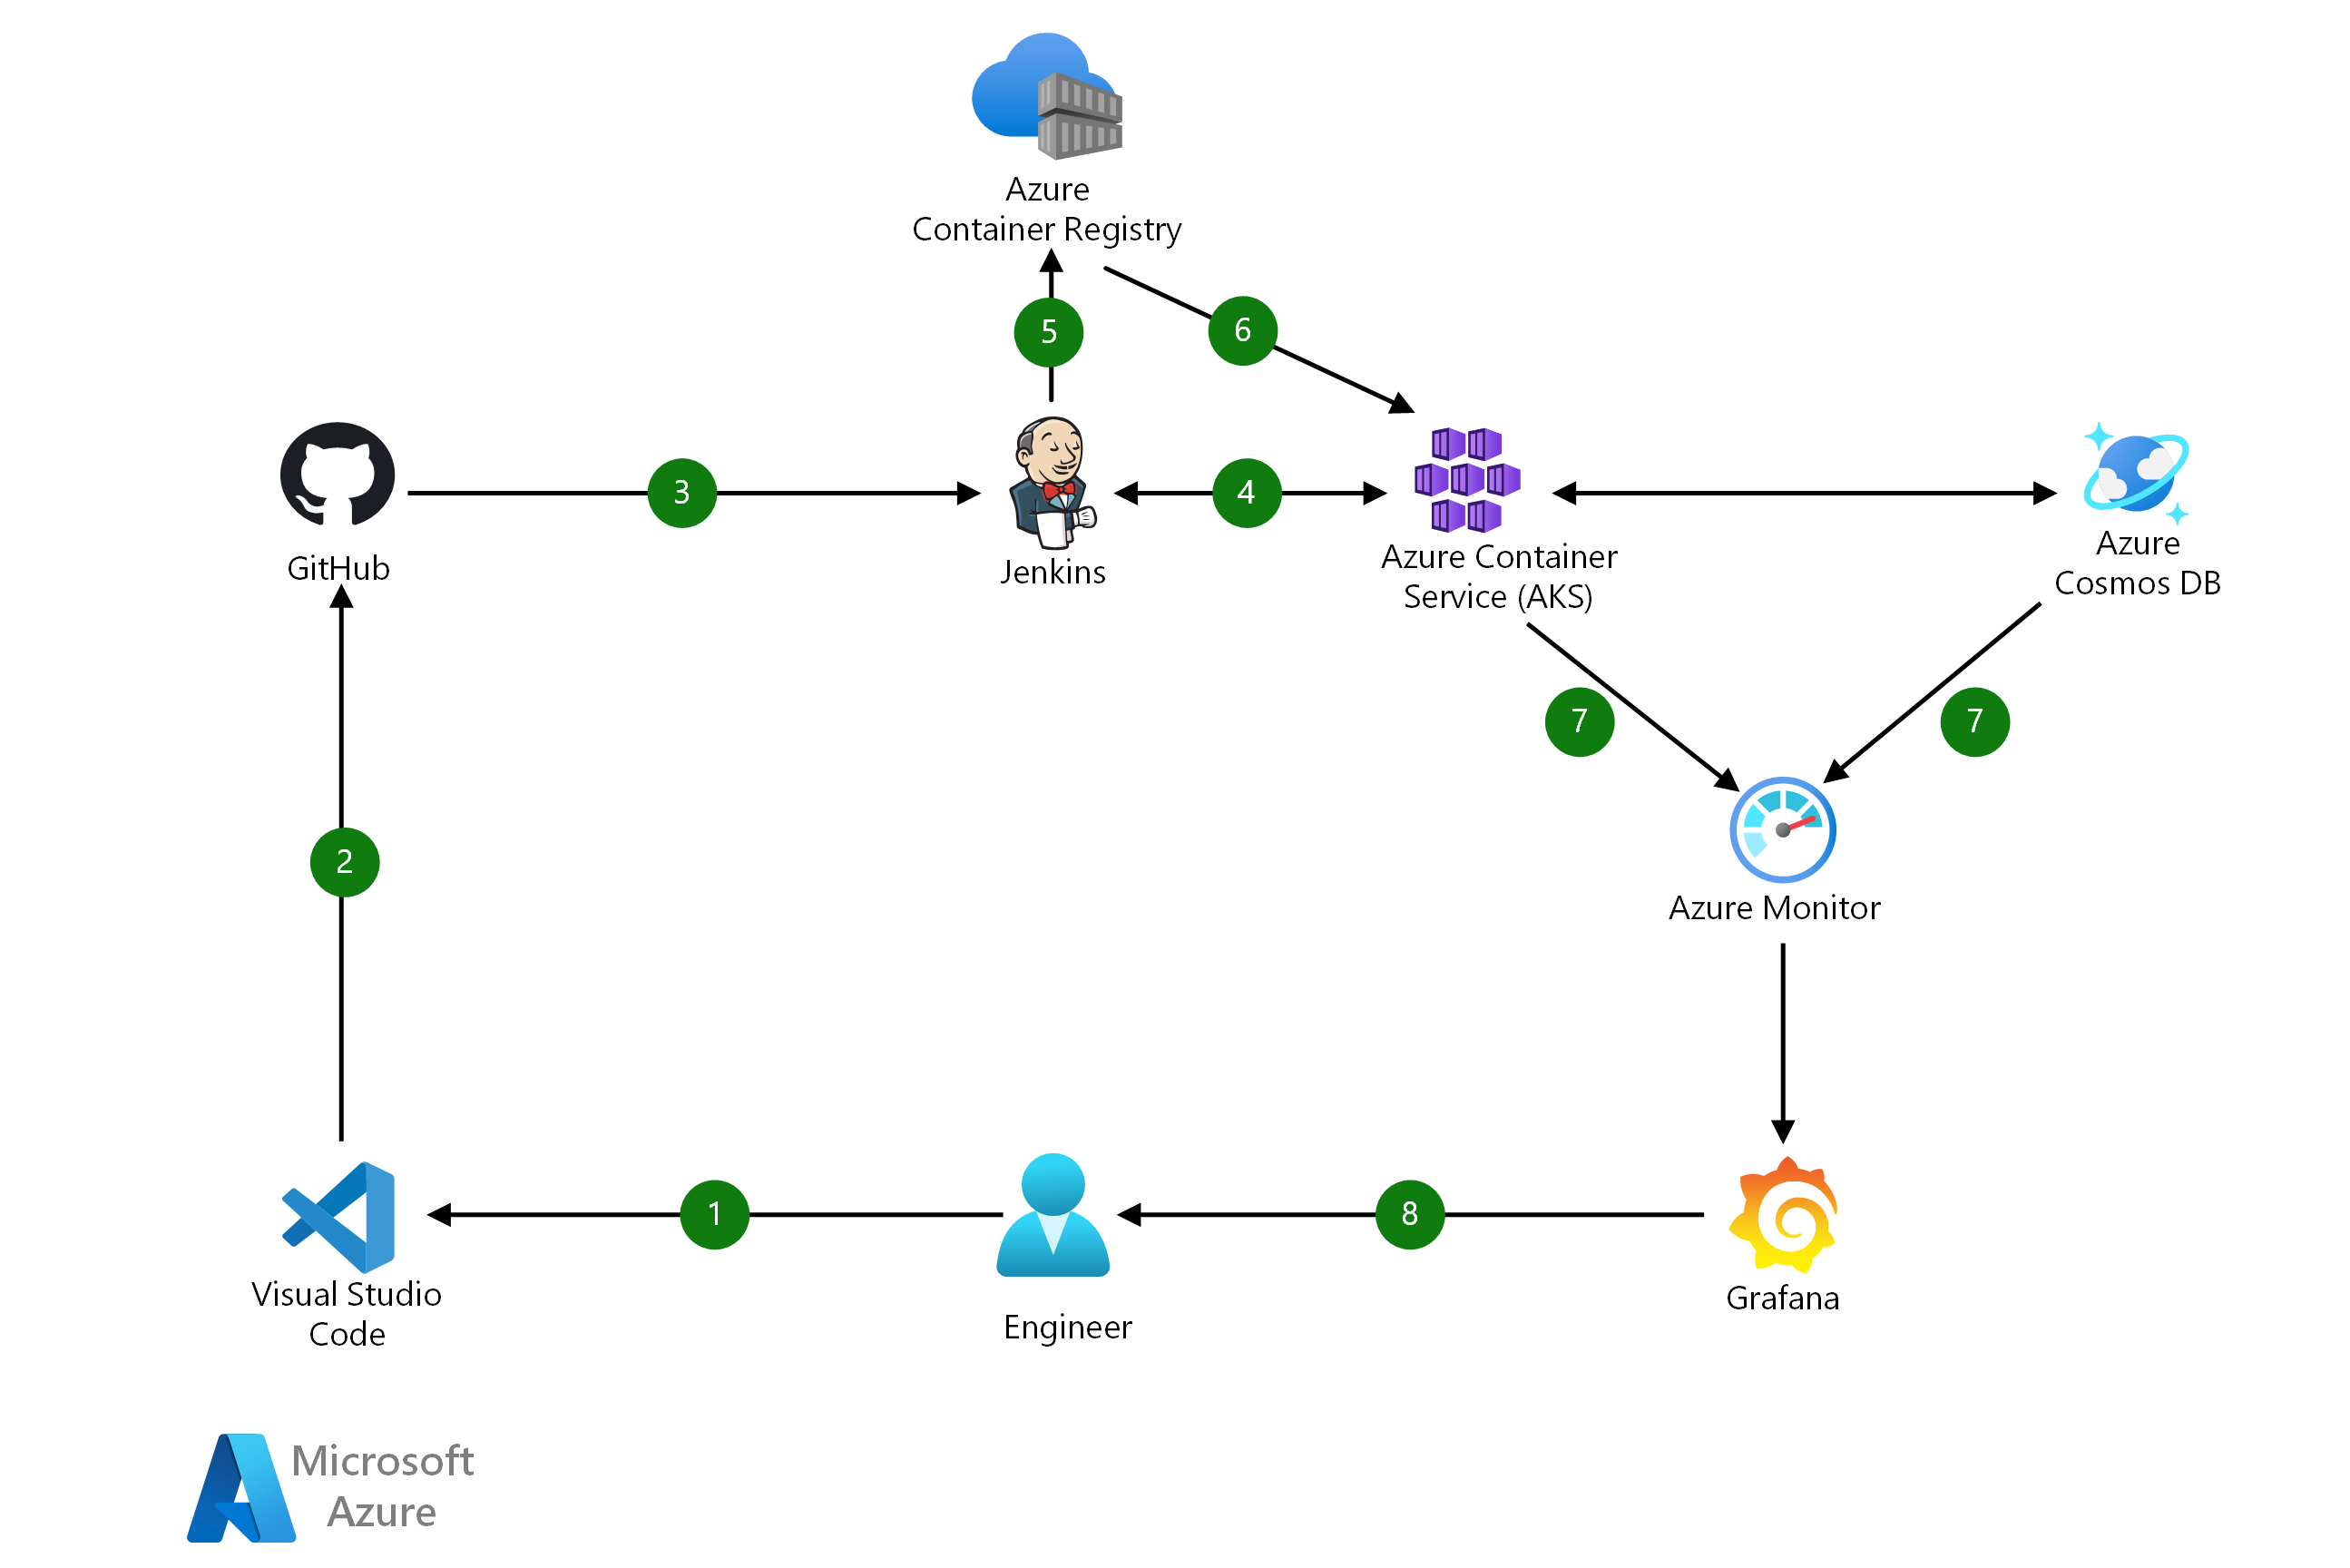 Azure
Container Registry
5
6
3
4
GitHub
Jenkins
Azure Container
Service (AKS)
Azure
Cosmos DB
7
7
2
Azure Monitor
1
8
Visual Studio
Code
Engineer
Grafana
Microsoft
Azure